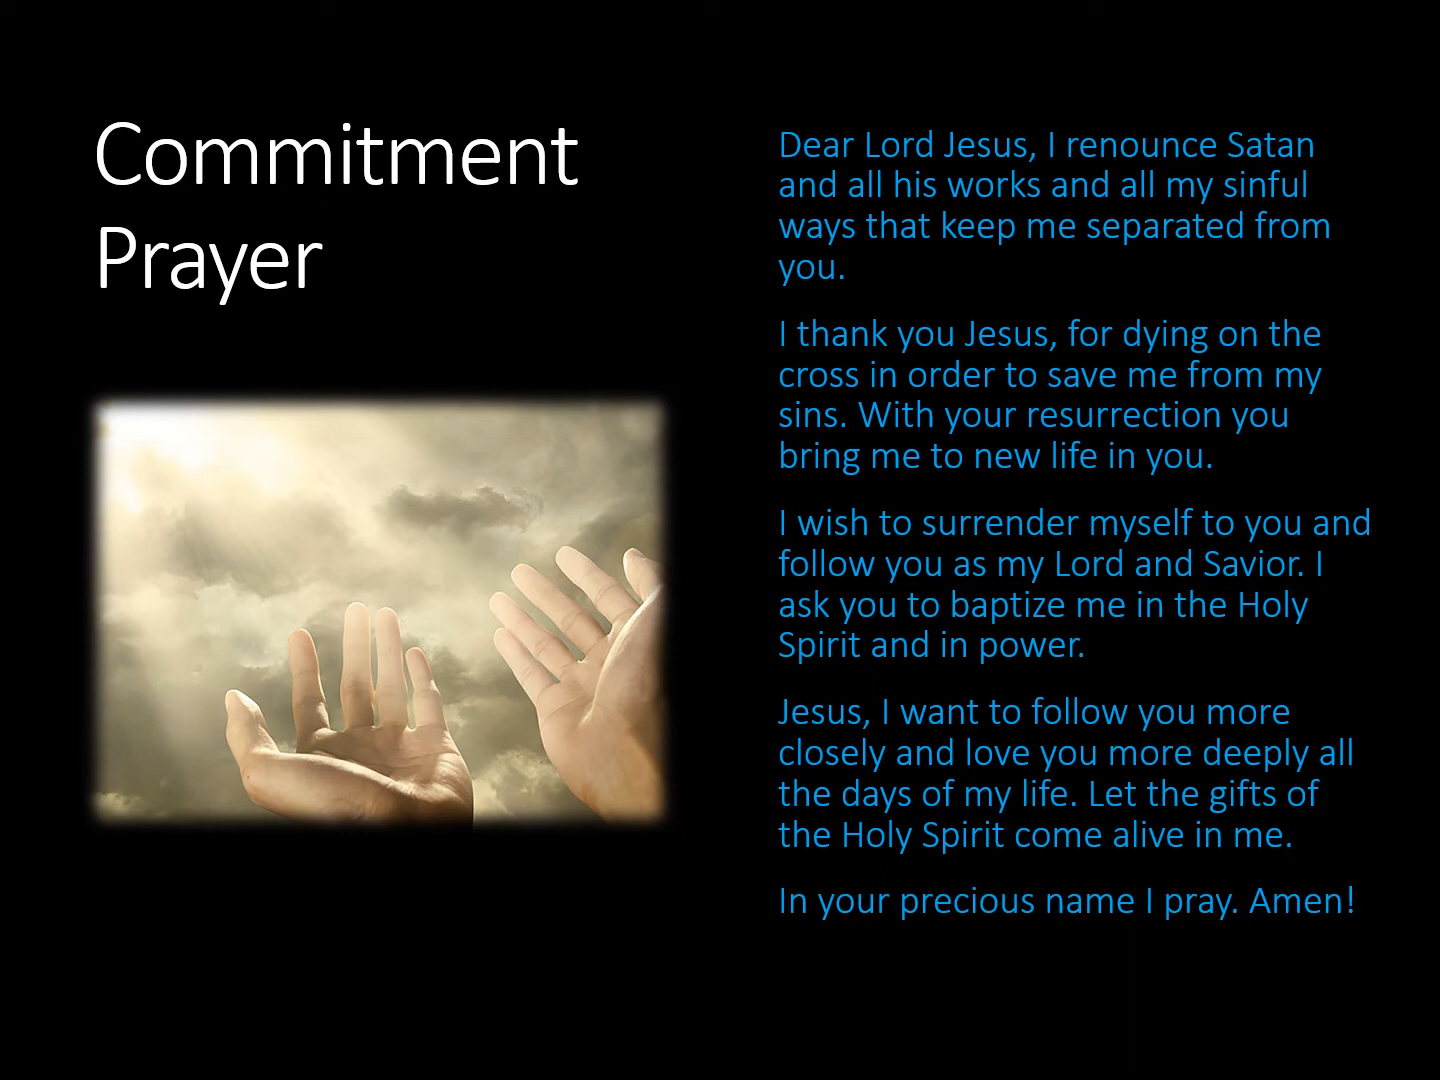 Commitment
Prayer
Dear Lord Jesus, I renounce Satan
and all his works and all my sinful
ways that keep me separated from
you.
I thank you Jesus, for dying on the
cross in order to save me from my
sins. With your resurrection you
bring me to new life in you.
I wish to surrender myself to you and
follow you as my Lord and Savior. I
ask you to baptize me in the Holy
Spirit and in power.
Jesus, I want to follow you more
closely and love you more deeply all
the days of my life. Let the gifts of
the Holy Spirit come alive in me.
In your precious name I pray. Amen!